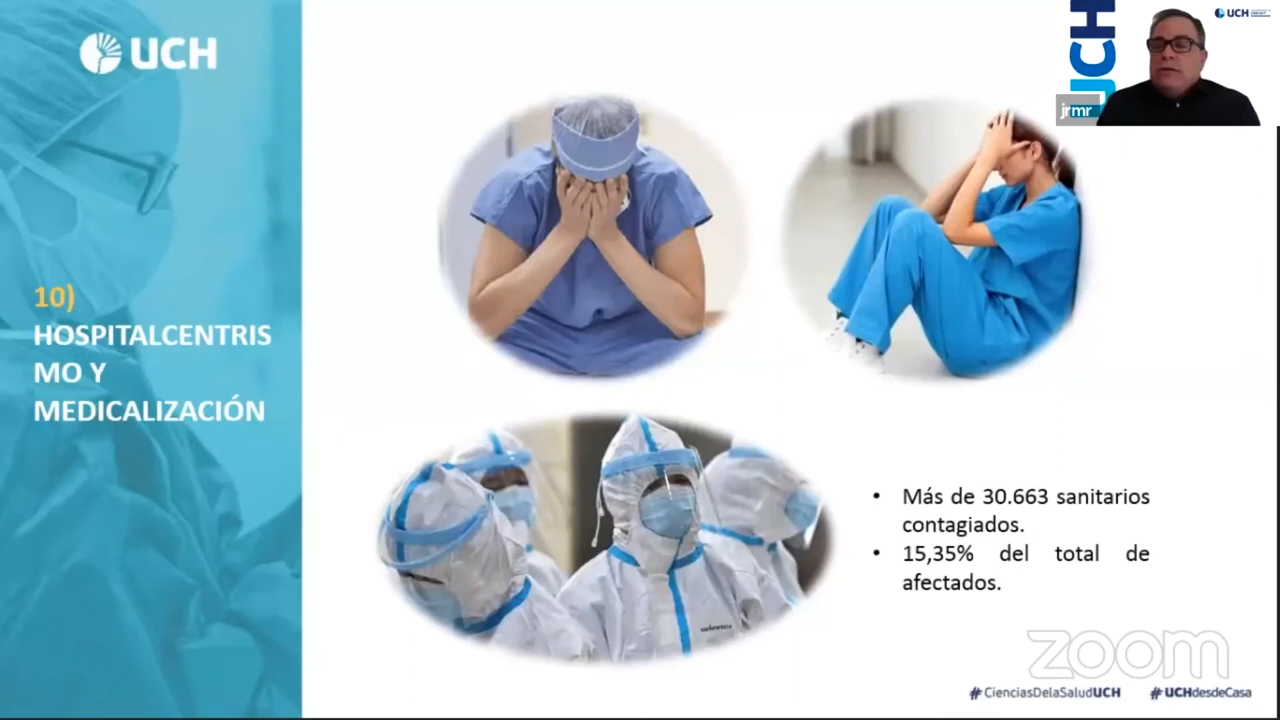 UCH
10)
HOSPITALCENTRIS
MO Y
MEDICALIZACIÓN
UCH
UCH
jrmr
• Más de 30.663 sanitarios
contagiados.
• 15,35% del total de
afectados.
zoom
#CienciasDelaSaludUCH #UCHdesdeCasa